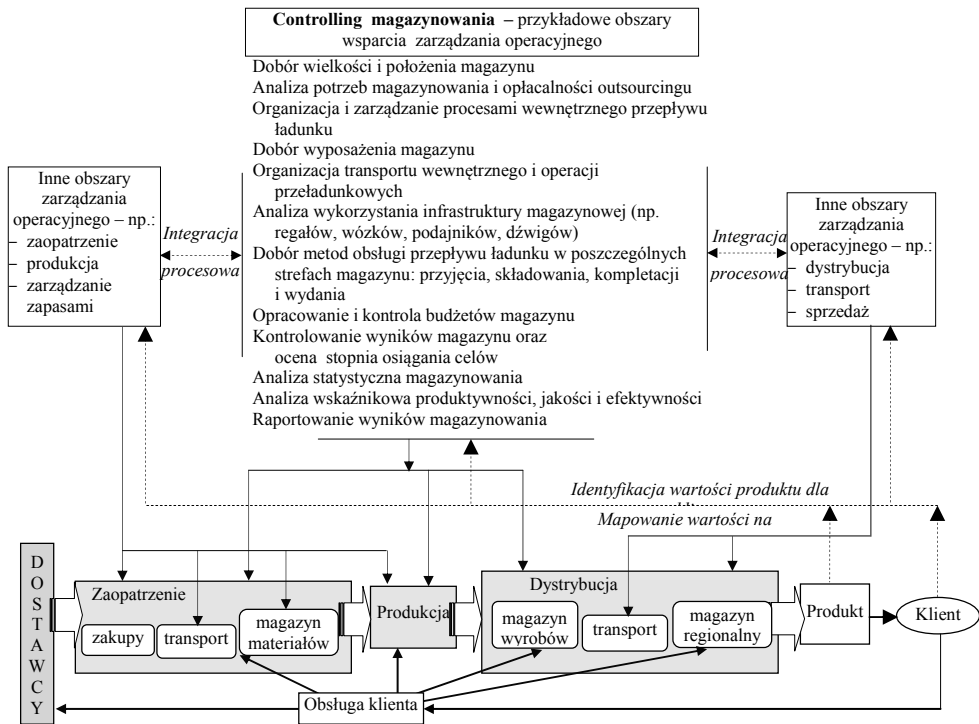 Controlling magazynowania – przykładowe obszary
wsparcia zarządzania operacyjnego
Dobór wielkości i położenia magazynu
Analiza potrzeb magazynowania i opłacalności outsourcingu
Organizacja i zarządzanie procesami wewnętrznego przepływu
ładunku
Dobór wyposażenia magazynu
Organizacja transportu wewnętrznego i operacji
przeładunkowych
Analiza wykorzystania infrastruktury magazynowej (np.
regałów, wózków, podajników, dźwigów)
Dobór metod obsługi przepływu ładunku w poszczególnych
strefach magazynu: przyjęcia, składowania, kompletacji
i wydania
Opracowanie i kontrola budżetów magazynu
Kontrolowanie wyników magazynu oraz
ocena stopnia osiągania celów
Analiza statystyczna magazynowania
Analiza wskaźnikowa produktywności, jakości i efektywności
Raportowanie wyników magazynowania
Inne obszary
zarządzania
operacyjnego – np.:
– zaopatrzenie
– produkcja
– zarządzanie
zapasami
Integracja
procesowa
Integracja
procesowa
Inne obszary
zarządzania
operacyjnego – np.:
– dystrybucja
– transport
– sprzedaż
Identyfikacja wartości produktu dla
Mapowanie wartości na
DOSTAWCY
Zaopatrzenie
zakupy
transport
magazyn
materiałów
Produkcja
Dystrybucja
magazyn
wyrobów
transport
magazyn
regionalny
Produkt
Klient
Obsługa klienta